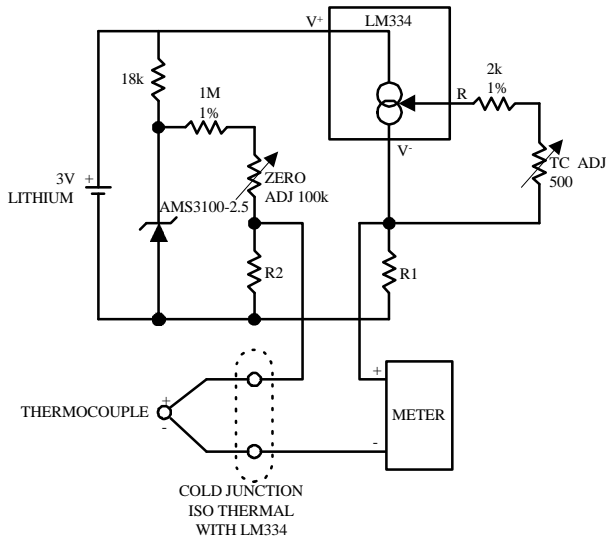 V+
LM334
18k
1M
1%
2k
1%
R
V-
3V
LITHIUM
+
AMS3100-2.5
ZERO
ADJ 100k
TC ADJ
500
R2
R1
+
-
METER
THERMOCOUPLE
+
-
COLD JUNCTION
ISO THERMAL
WITH LM334